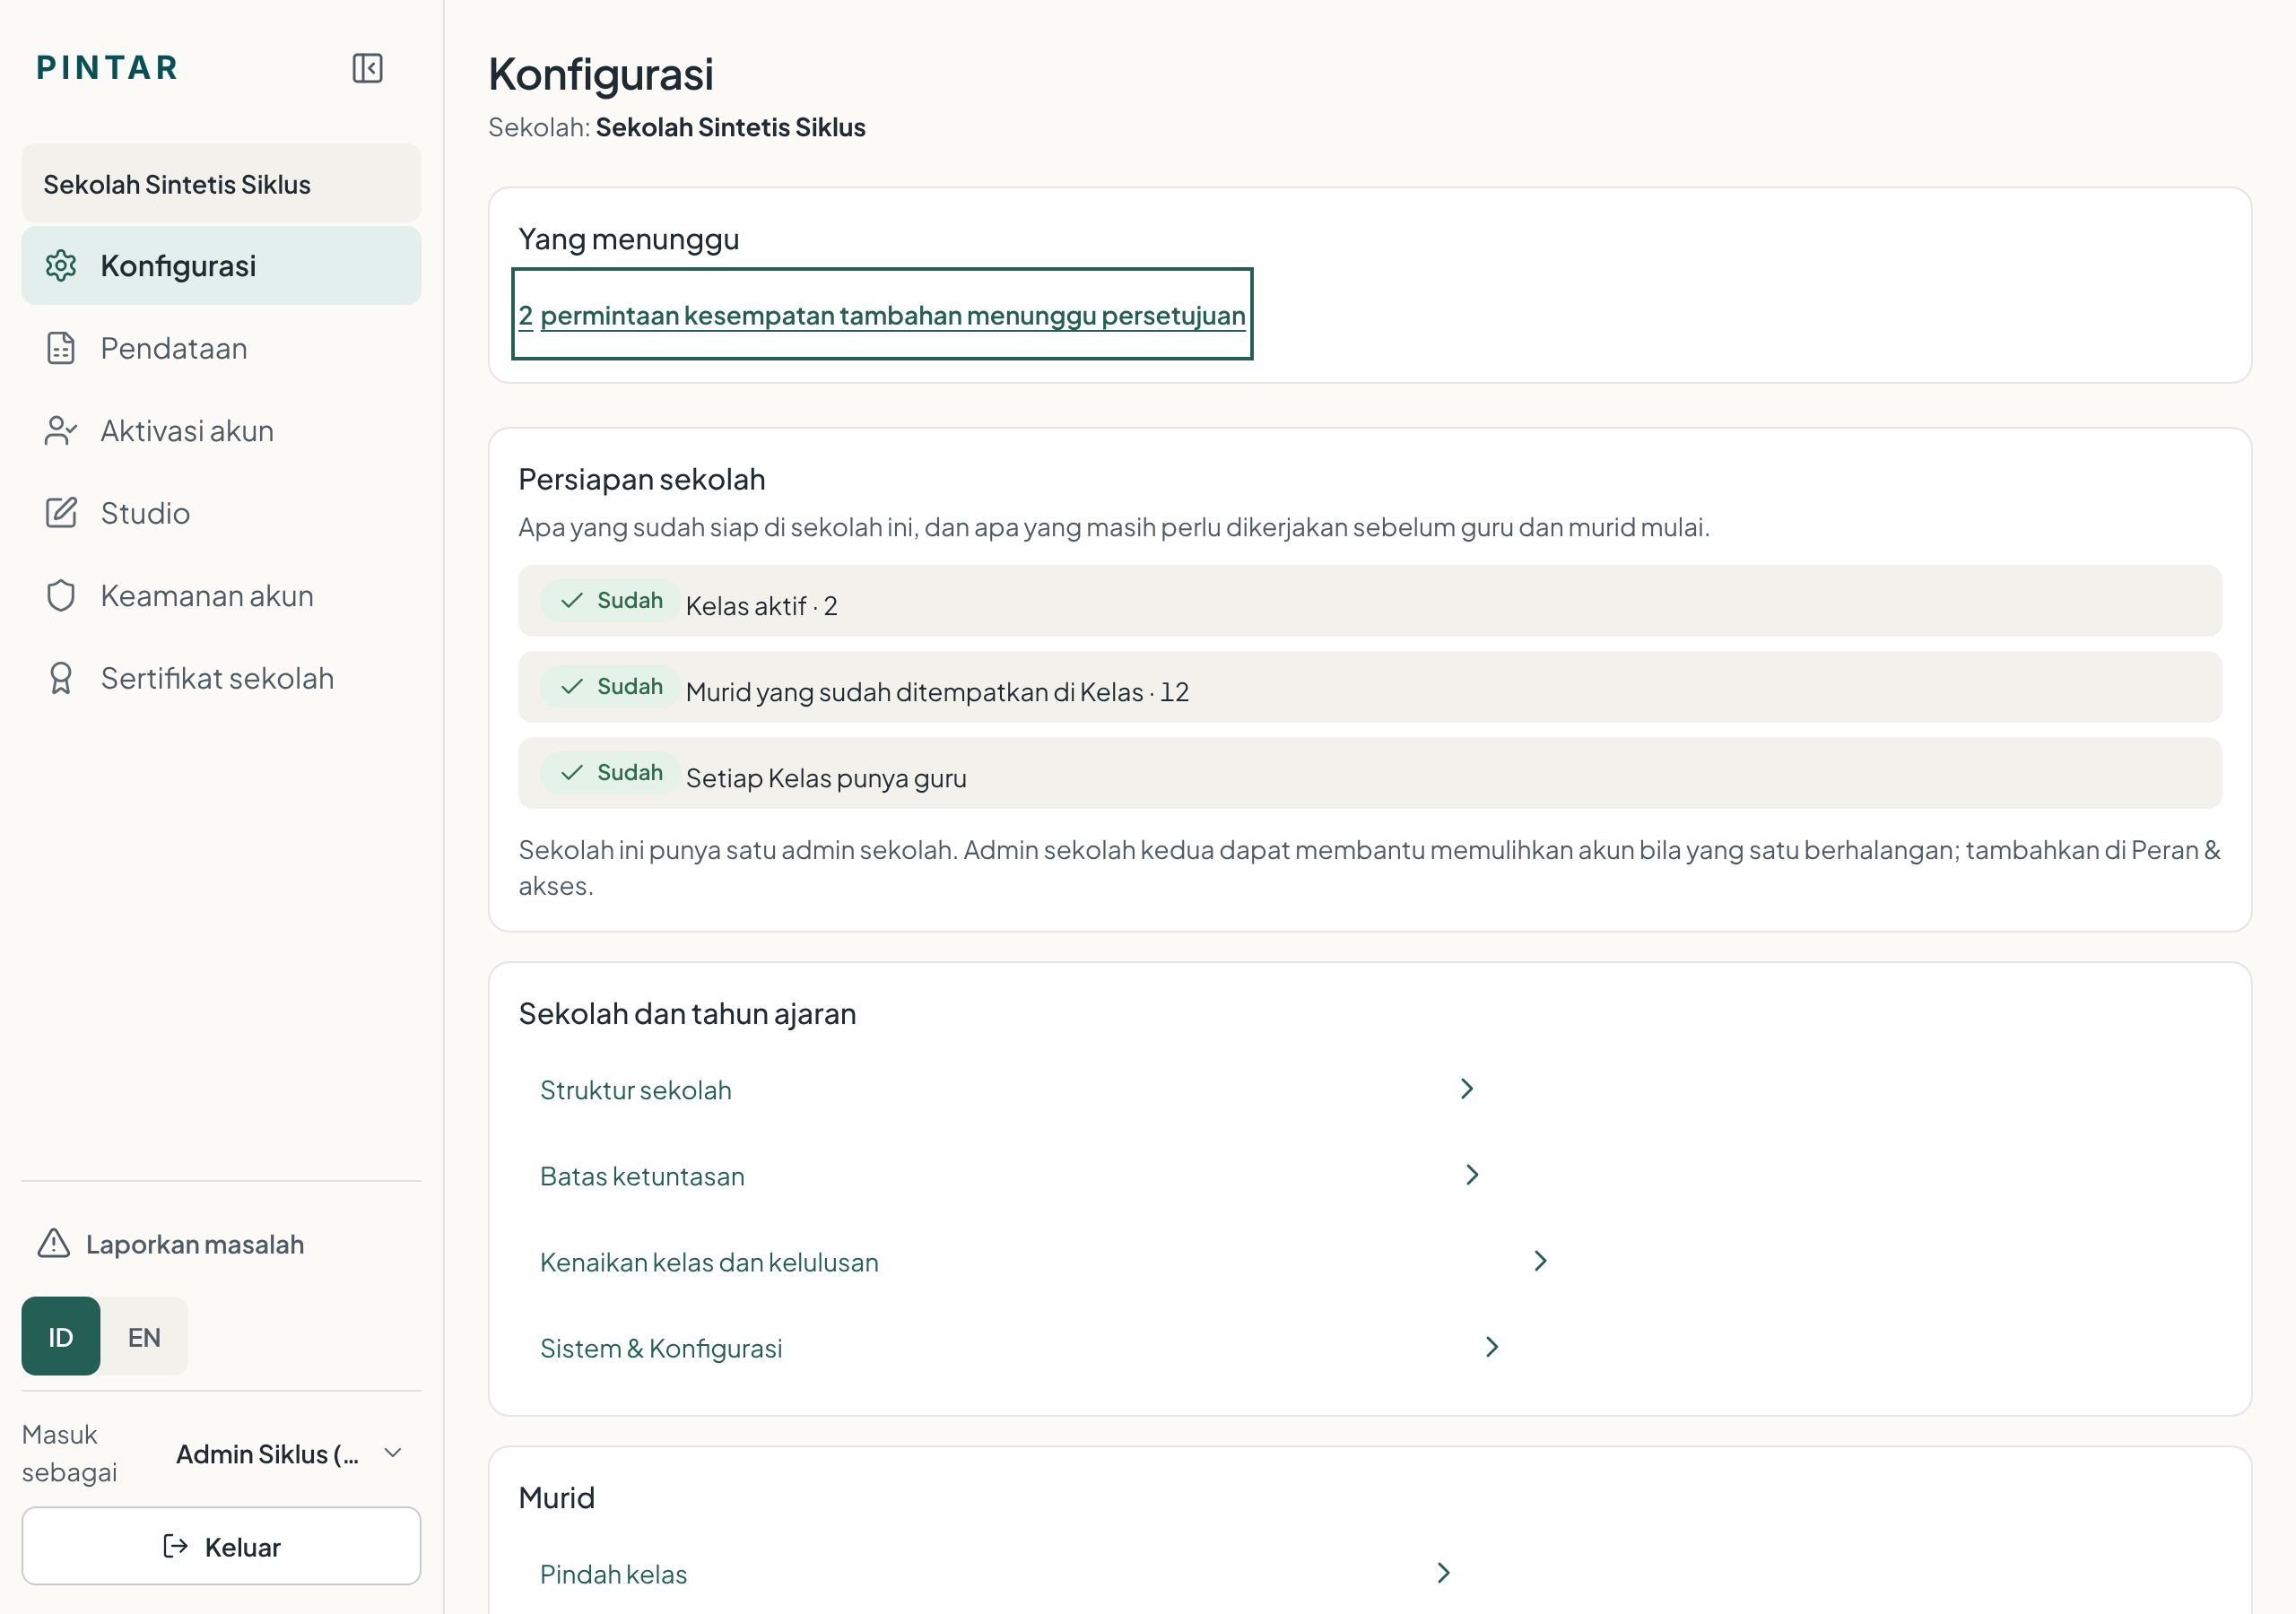 PINTAR
Sekolah Sintetis Siklus
Konfigurasi
Pendataan
Aktivasi akun
Studio
Keamanan akun
Sertifikat sekolah
Laporkan masalah
ID EN
Masuk sebagai
Admin Siklus (...
Keluar
Konfigurasi
Sekolah: Sekolah Sintetis Siklus
Yang menunggu
2 permintaan kesempatan tambahan menunggu persetujuan
Persiapan sekolah
Apa yang sudah siap di sekolah ini, dan apa yang masih perlu dikerjakan sebelum guru dan murid mulai.
Sudah Kelas aktif · 2
Sudah Murid yang sudah ditempatkan di Kelas · 12
Sudah Setiap Kelas punya guru
Sekolah ini punya satu admin sekolah. Admin sekolah kedua dapat membantu memulihkan akun bila yang satu berhalangan; tambahkan di Peran &
akses.
Sekolah dan tahun ajaran
Struktur sekolah
Batas ketuntasan
Kenaikan kelas dan kelulusan
Sistem & Konfigurasi
Murid
Pindah kelas